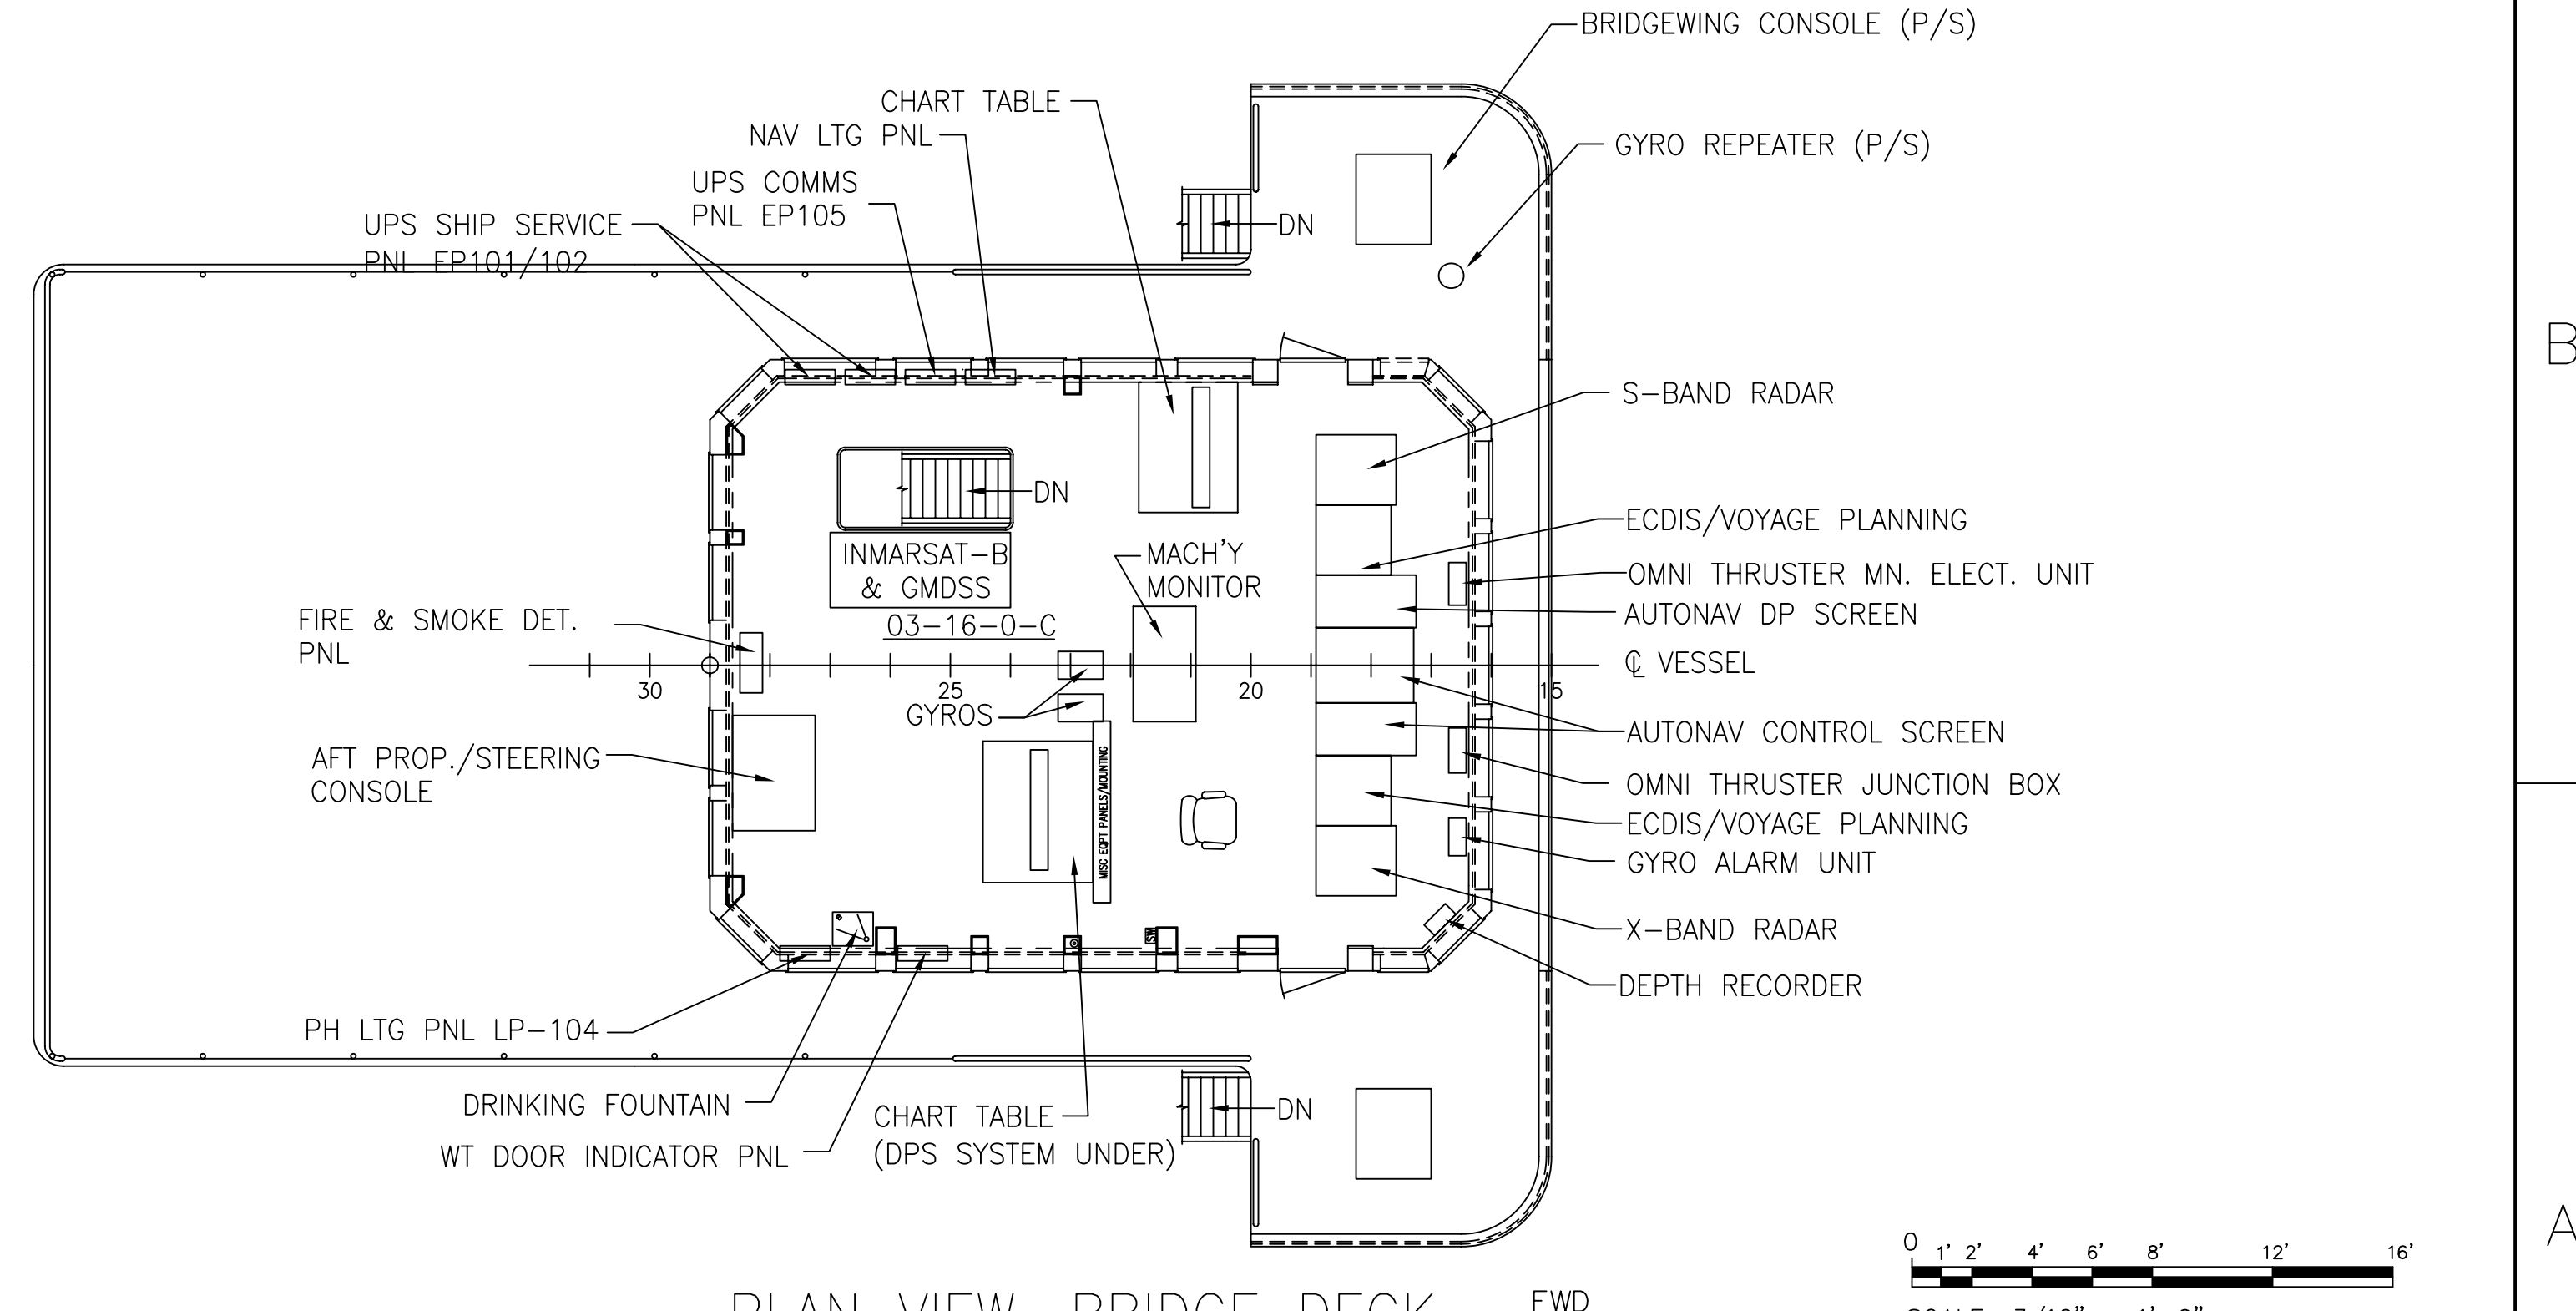 BRIDGEWING CONSOLE (P/S)
CHART TABLE
NAV LTG PNL
GYRO REPEATER (P/S)
UPS COMMS
PNL EP105
UPS SHIP SERVICE
PNL EP101/102
DN
B
S-BAND RADAR
DN
ECDIS/VOYAGE PLANNING
INMARSAT-B
& GMDSS
MACH'Y
MONITOR
OMNI THRUSTER MN. ELECT. UNIT
AUTONAV DP SCREEN
FIRE & SMOKE DET.
PNL
03-16-0-C
℄ VESSEL
30
25
20
15
GYROS
AUTONAV CONTROL SCREEN
AFT PROP./STEERING
CONSOLE
MISC EQPT PANELS/MOUNTING
OMNI THRUSTER JUNCTION BOX
ECDIS/VOYAGE PLANNING
GYRO ALARM UNIT
X-BAND RADAR
SW
DEPTH RECORDER
PH LTG PNL LP-104
DRINKING FOUNTAIN
CHART TABLE
(DPS SYSTEM UNDER)
DN
WT DOOR INDICATOR PNL
A
0 1' 2' 4' 6' 8' 12' 16'
PLAN VIEW BRIDGE DECK
FWD